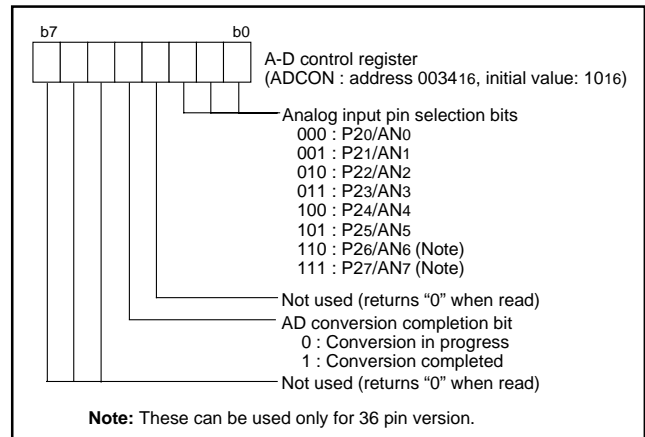 b7 b0
A-D control register
(ADCON : address 003416, initial value: 1016)
Analog input pin selection bits
000 : P20/AN0
001 : P21/AN1
010 : P22/AN2
011 : P23/AN3
100 : P24/AN4
101 : P25/AN5
110 : P26/AN6 (Note)
111 : P27/AN7 (Note)
Not used (returns “0” when read)
AD conversion completion bit
0 : Conversion in progress
1 : Conversion completed
Not used (returns “0” when read)
Note: These can be used only for 36 pin version.